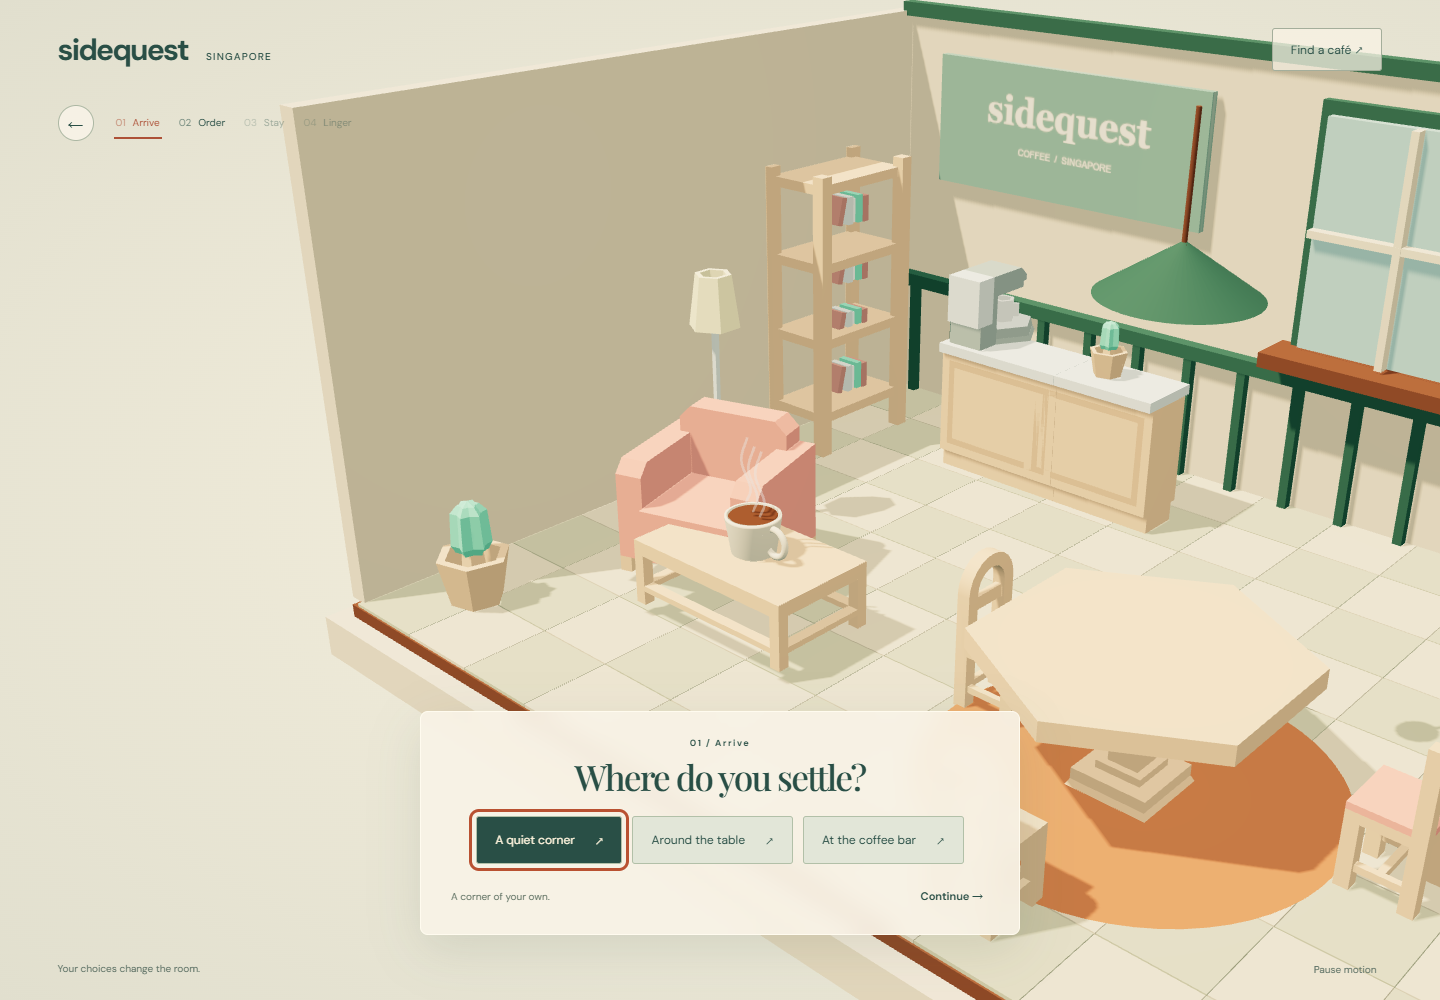 sidequest SINGAPORE
Find a café ↗
← 01 Arrive 02 Order 03 Stay 04 Linger
sidequest
COFFEE / SINGAPORE
01 / Arrive
Where do you settle?
A quiet corner ↗
Around the table ↗
At the coffee bar ↗
A corner of your own.
Continue →
Your choices change the room.
Pause motion